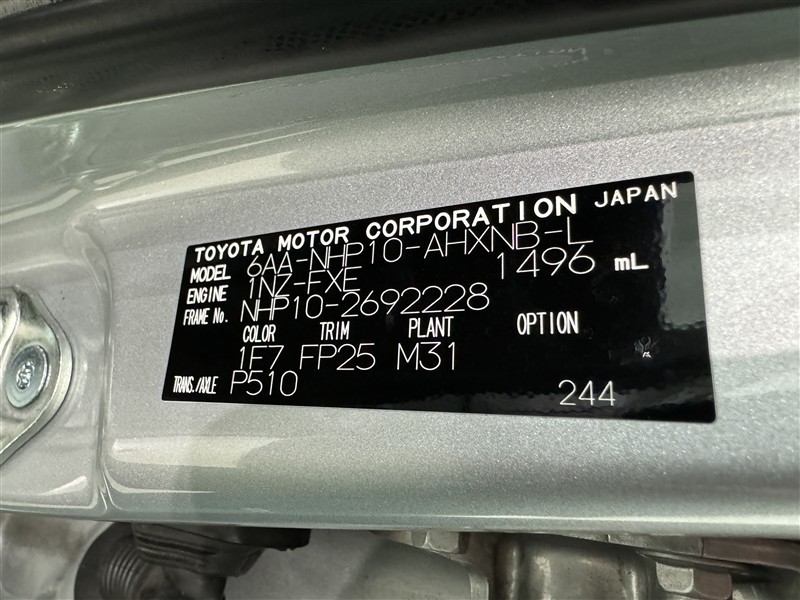 TOYOTA MOTOR CORPORATION JAPAN
MODEL 6AA-NHP10-AHXNB-L
ENGINE 1NZ-FXE 1496 mL
FRAME No. NHP10-2692228
COLOR TRIM PLANT OPTION
1F7 FP25 M31
TRANS./AXLE P510
244